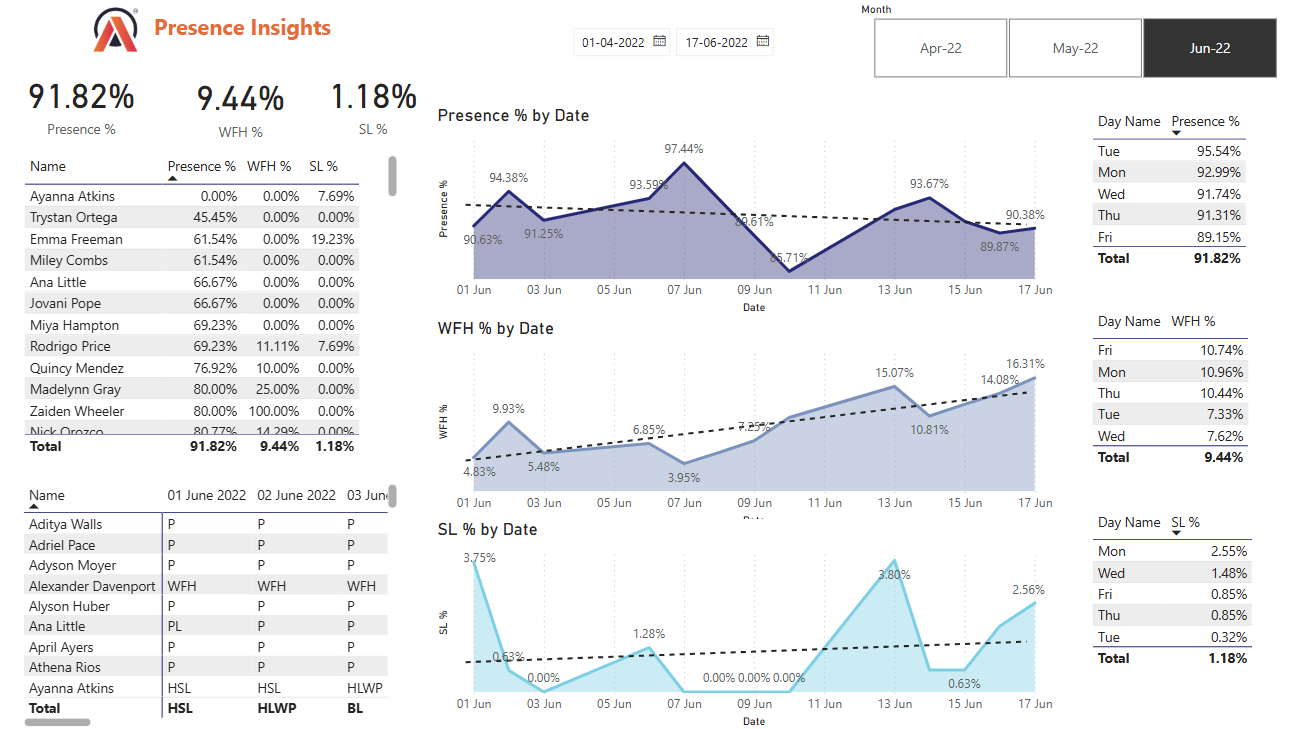 Presence Insights
01-04-2022 17-06-2022
Month
Apr-22 May-22 Jun-22
91.82% 9.44% 1.18%
Presence % WFH % SL %
Name Presence % WFH % SL %
Ayanna Atkins 0.00% 0.00% 7.69%
Trystan Ortega 45.45% 0.00% 0.00%
Emma Freeman 61.54% 0.00% 19.23%
Miley Combs 61.54% 0.00% 0.00%
Ana Little 66.67% 0.00% 0.00%
Jovani Pope 66.67% 0.00% 0.00%
Miya Hampton 69.23% 0.00% 0.00%
Rodrigo Price 69.23% 11.11% 7.69%
Quincy Mendez 76.92% 10.00% 0.00%
Madelynn Gray 80.00% 25.00% 0.00%
Zaiden Wheeler 80.00% 100.00% 0.00%
Nick Orozco 80.77% 14.29% 0.00%
Total 91.82% 9.44% 1.18%
Name 01 June 2022 02 June 2022 03 June
Aditya Walls P P P
Adriel Pace P P P
Adyson Moyer P P P
Alexander Davenport WFH WFH WFH
Alyson Huber P P P
Ana Little PL P P
April Ayers P P P
Athena Rios P P P
Ayanna Atkins HSL HSL HLWP
Total HSL HLWP BL
Presence % by Date
Presence %
90.63% 94.38% 91.25% 93.59% 97.44% 89.61% 85.71% 93.67% 89.87% 90.38%
01 Jun 03 Jun 05 Jun 07 Jun 09 Jun 11 Jun 13 Jun 15 Jun 17 Jun
Date
WFH % by Date
WFH %
4.83% 9.93% 5.48% 6.85% 3.95% 7.25% 15.07% 10.81% 14.08% 16.31%
01 Jun 03 Jun 05 Jun 07 Jun 09 Jun 11 Jun 13 Jun 15 Jun 17 Jun
SL % by Date
SL %
3.75% 0.63% 0.00% 1.28% 0.00% 0.00% 0.00% 3.80% 0.63% 2.56%
01 Jun 03 Jun 05 Jun 07 Jun 09 Jun 11 Jun 13 Jun 15 Jun 17 Jun
Date
Day Name Presence %
Tue 95.54%
Mon 92.99%
Wed 91.74%
Thu 91.31%
Fri 89.15%
Total 91.82%
Day Name WFH %
Fri 10.74%
Mon 10.96%
Thu 10.44%
Tue 7.33%
Wed 7.62%
Total 9.44%
Day Name SL %
Mon 2.55%
Wed 1.48%
Fri 0.85%
Thu 0.85%
Tue 0.32%
Total 1.18%